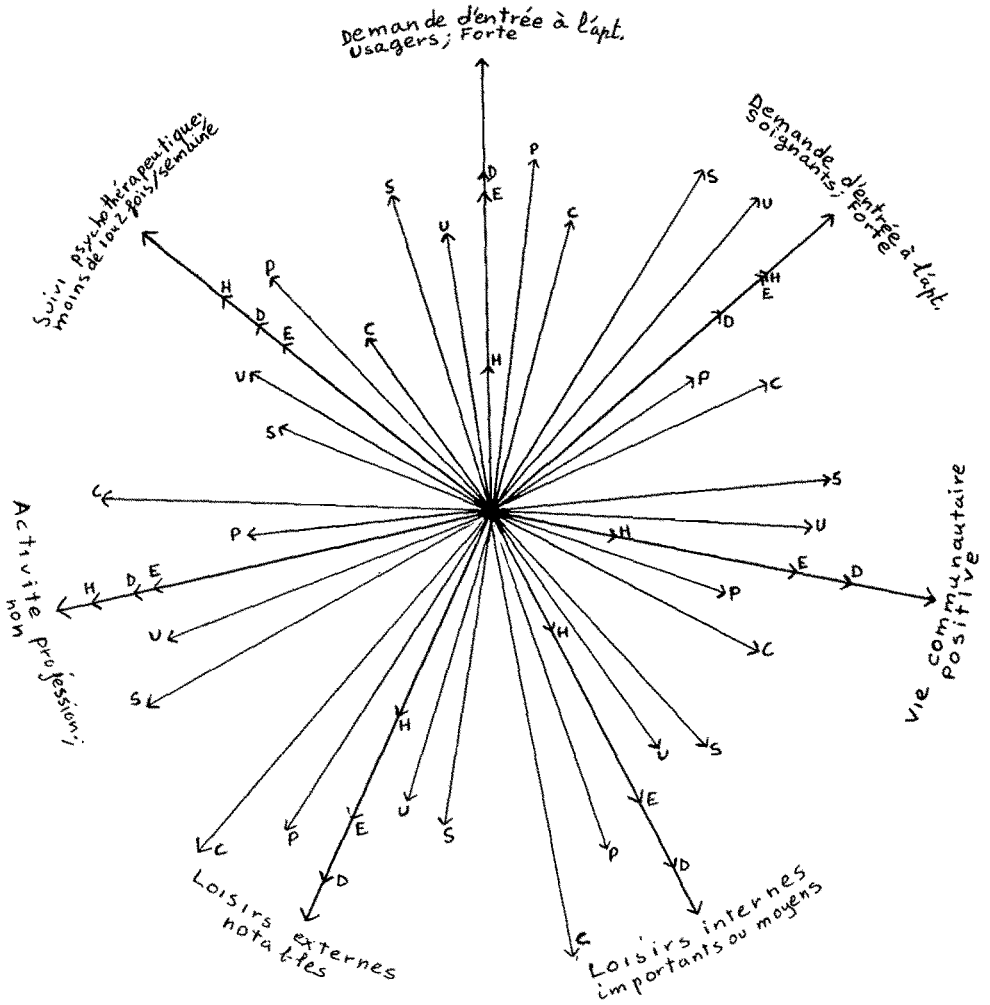 Demande d'entrée à l'apt.
Usagers; Forte
Demande d'entrée à l'apt.
Soignants; Forte
Suivi psychothérapeutique;
moins de 1 ou 2 fois/semaine
D
E
P
S
U
C
H
S
U
H
E
D
P
C
H
D
E
P
C
U
S
S
U
H
E
D
P
C
Vie communautaire
Positive
C
P
E
D
H
U
S
Activité profession;
non
H
E
D
U
S
P
C
Loisirs externes
notables
H
U
S
E
D
P
C
Loisirs internes
importants ou moyens